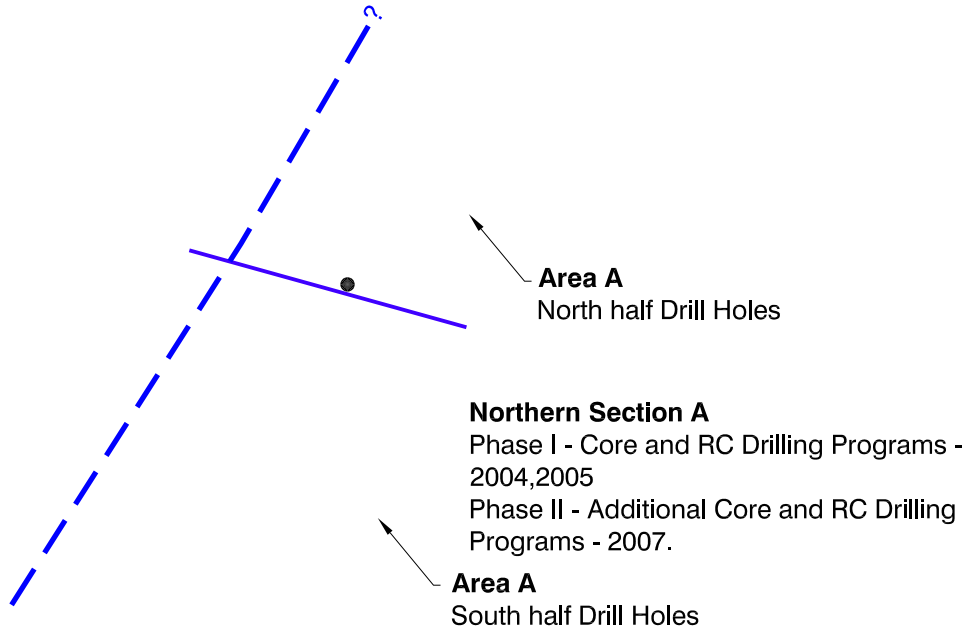 ?
Area A
North half Drill Holes
Northern Section A
Phase I - Core and RC Drilling Programs -
2004,2005
Phase II - Additional Core and RC Drilling
Programs - 2007.
Area A
South half Drill Holes